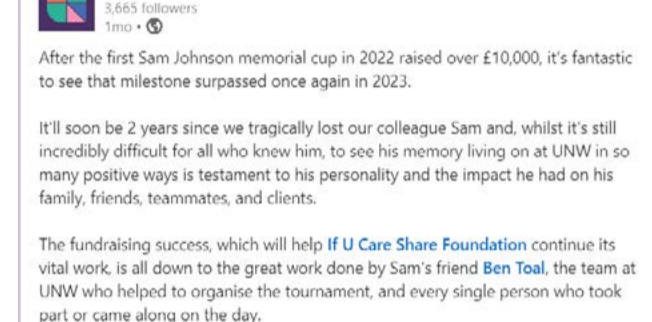 3,665 followers
1mo •
After the first Sam Johnson memorial cup in 2022 raised over £10,000, it's fantastic
to see that milestone surpassed once again in 2023.
It'll soon be 2 years since we tragically lost our colleague Sam and, whilst it's still
incredibly difficult for all who knew him, to see his memory living on at UNW in so
many positive ways is testament to his personality and the impact he had on his
family, friends, teammates, and clients.
The fundraising success, which will help If U Care Share Foundation continue its
vital work, is all down to the great work done by Sam's friend Ben Toal, the team at
UNW who helped to organise the tournament, and every single person who took
part or came along on the day.